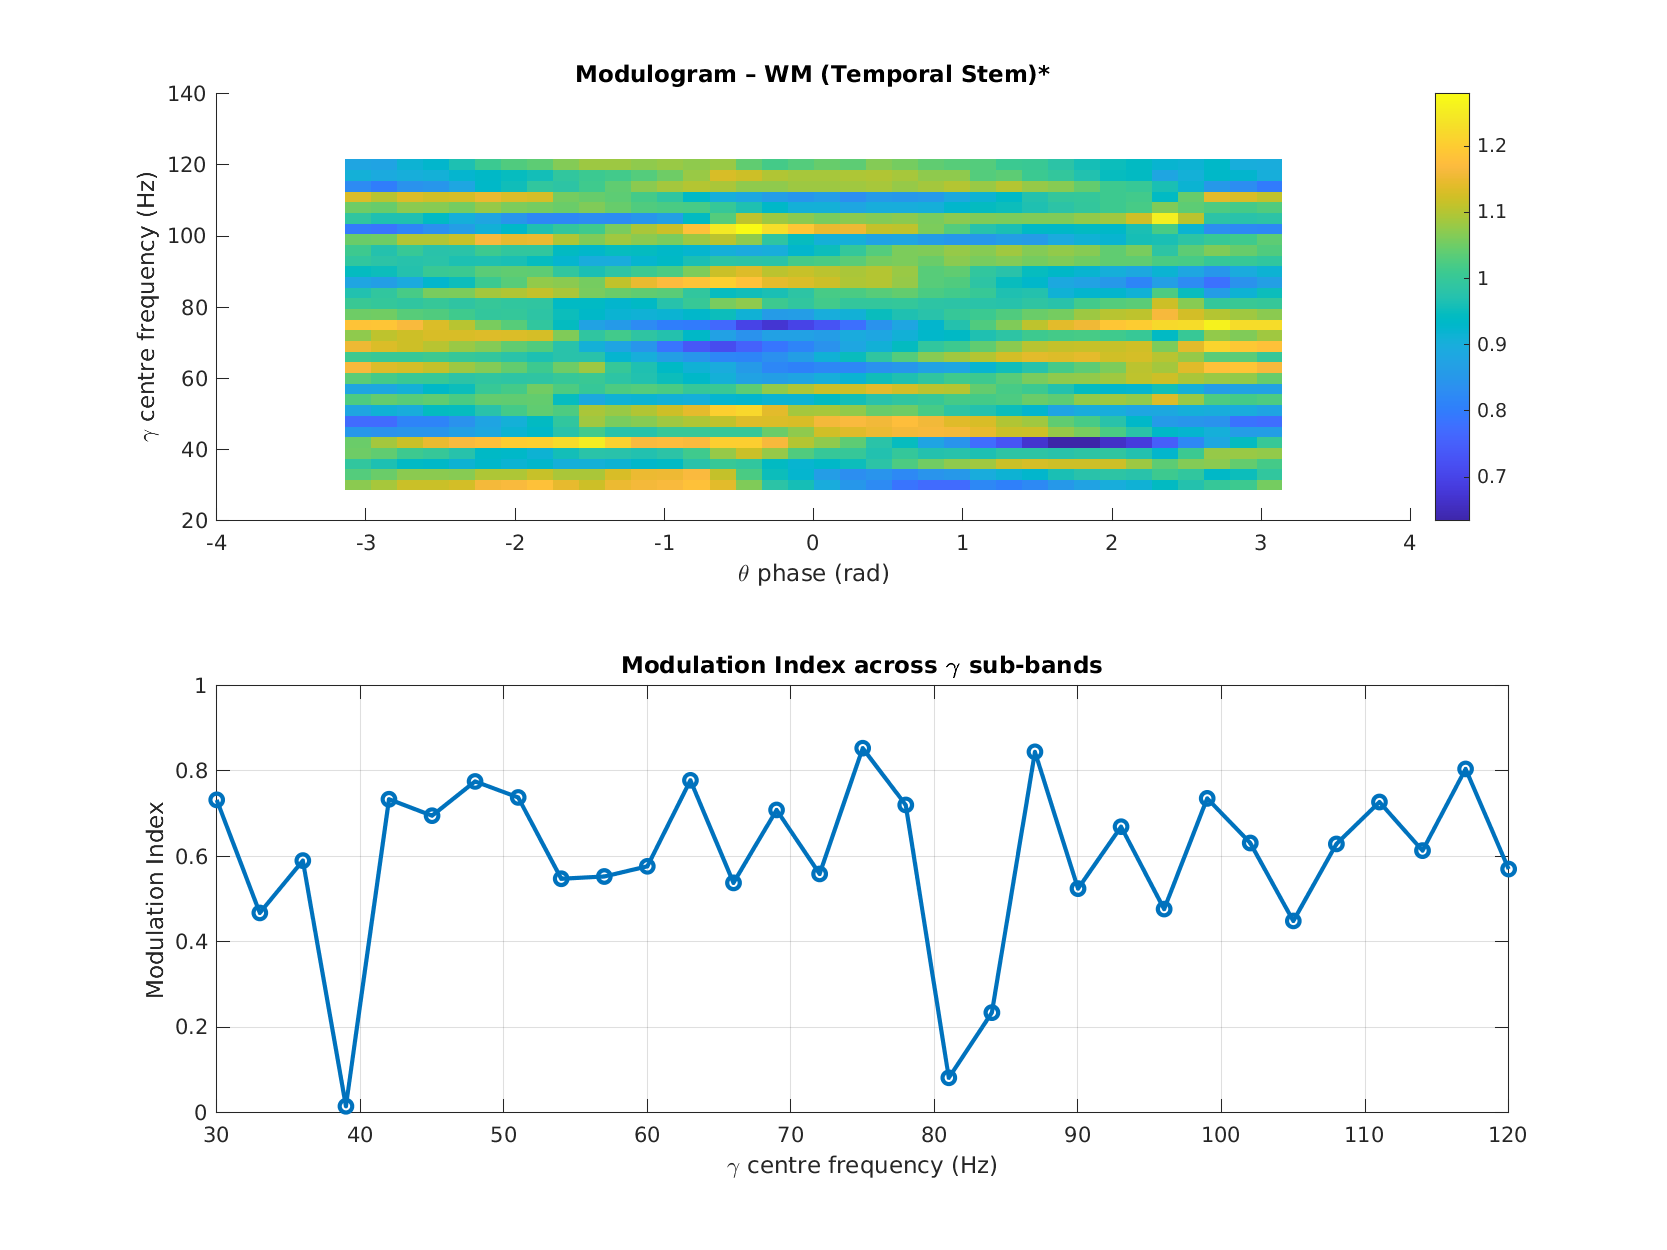 Modulogram – WM (Temporal Stem)*
140
120
100
80
60
40
20
γ centre frequency (Hz)
-4 -3 -2 -1 0 1 2 3 4
θ phase (rad)
1.2
1.1
1
0.9
0.8
0.7
Modulation Index across γ sub-bands
1
0.8
0.6
0.4
0.2
0
Modulation Index
30 40 50 60 70 80 90 100 110 120
γ centre frequency (Hz)